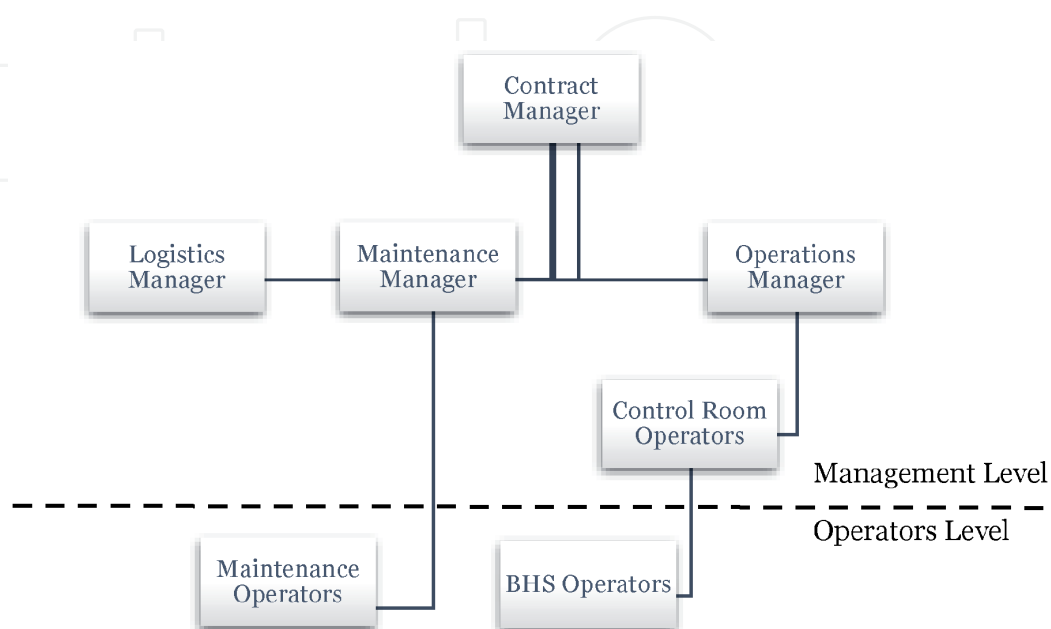 Contract
Manager
Logistics
Manager
Maintenance
Manager
Operations
Manager
Control Room
Operators
Management Level
Operators Level
Maintenance
Operators
BHS Operators